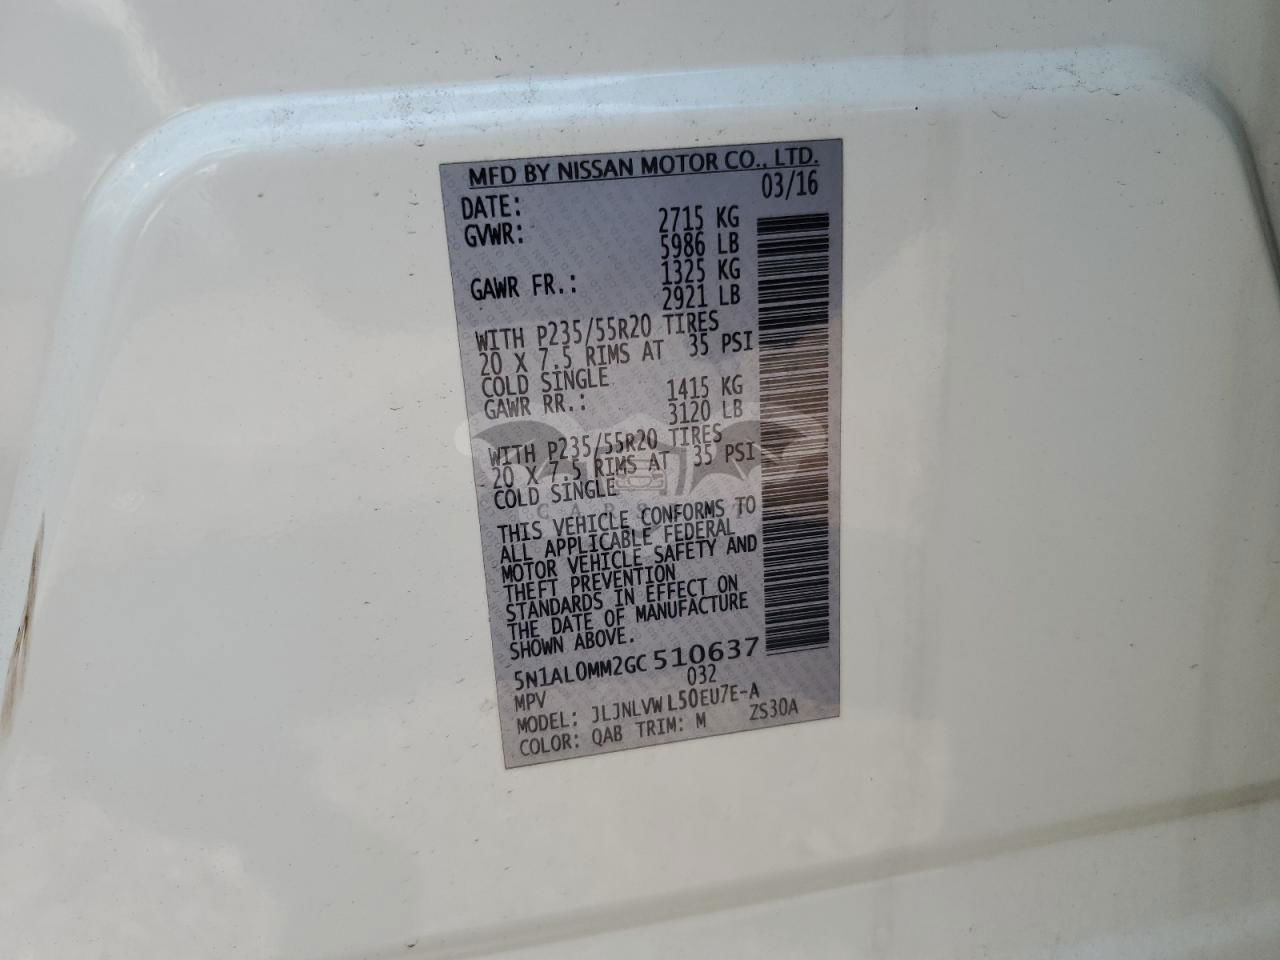 MFD BY NISSAN MOTOR CO., LTD.
DATE: 03/16
GVWR: 2715 KG
5986 LB
GAWR FR.: 1325 KG
2921 LB
WITH P235/55R20 TIRES
20 X 7.5 RIMS AT 35 PSI
COLD SINGLE
GAWR RR.: 1415 KG
3120 LB
WITH P235/55R20 TIRES
20 X 7.5 RIMS AT 35 PSI
COLD SINGLE
THIS VEHICLE CONFORMS TO
ALL APPLICABLE FEDERAL
MOTOR VEHICLE SAFETY AND
THEFT PREVENTION
STANDARDS IN EFFECT ON
THE DATE OF MANUFACTURE
SHOWN ABOVE.
5N1AL0MM2GC510637
MPV 032
MODEL: JLJNLVWL50EU7E-A
COLOR: QAB TRIM: M ZS30A